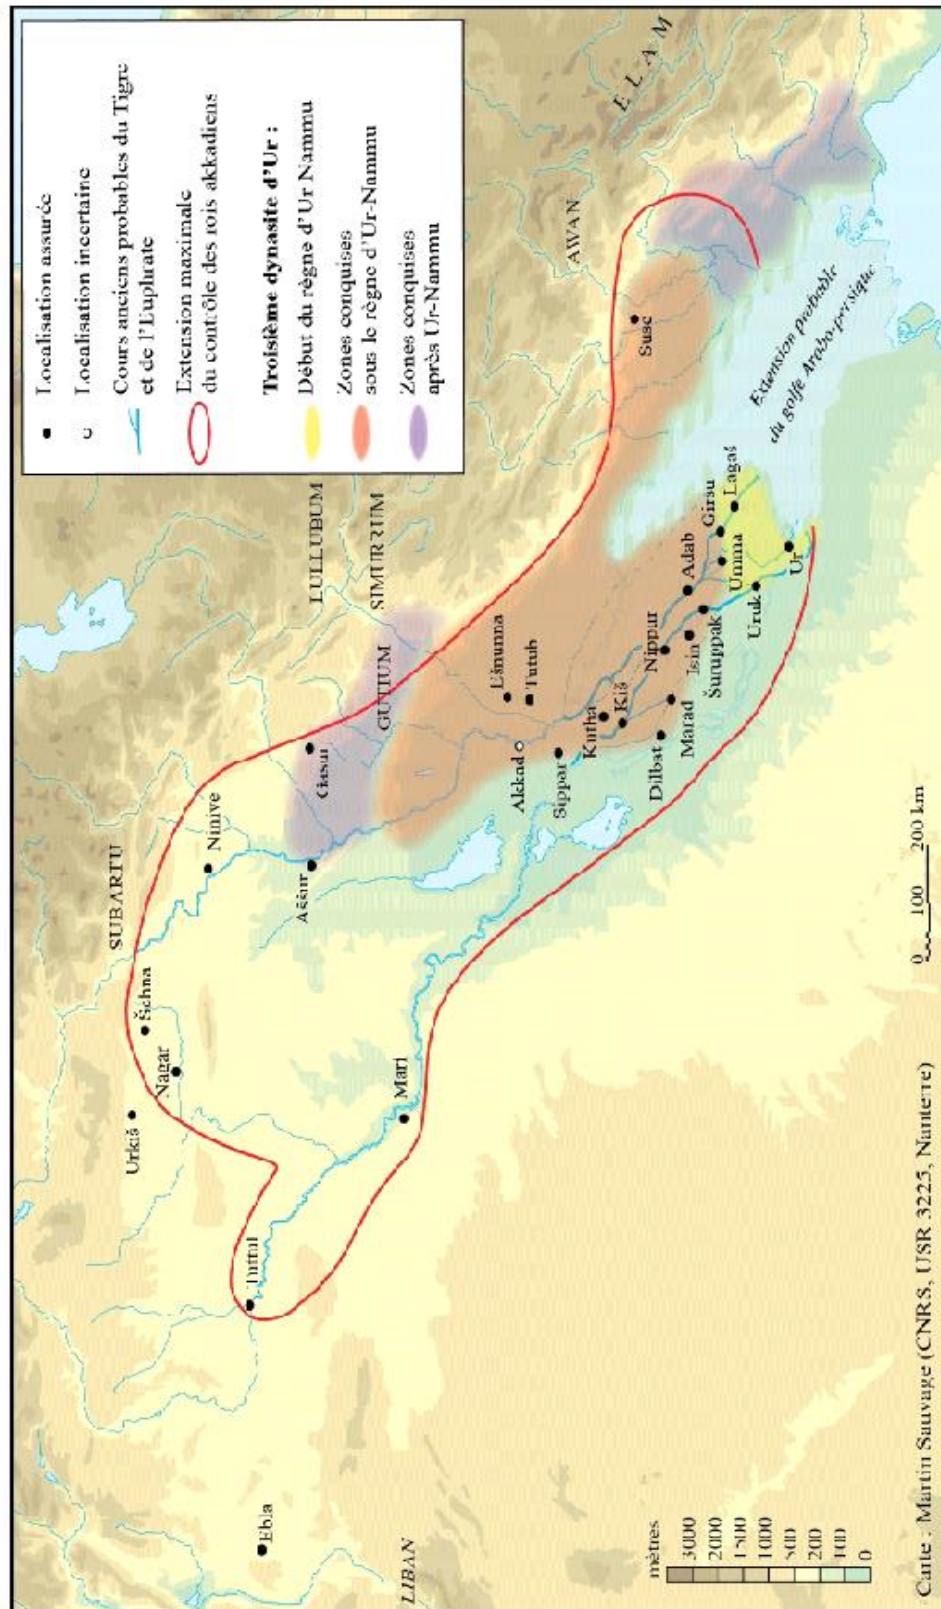 Localisation assurée
Localisation incertaine
Cours anciens probables du Tigre
et de l'Euphrate
Extension maximale
du contrôle des rois akkadiens
Troisième dynasite d'Ur :
Début du règne d'Ur Nammu
Zones conquises
sous le règne d'Ur-Nammu
Zones conquises
après Ur-Nammu
SUBARTU
LULLUBUM
SIMURRUM
GUTIUM
AWAN
ELAM
LIBAN
Urkiš
Šehna
Nagar
Ninive
Gasur
Aššur
Tuttul
Ebla
Mari
Ešnunna
Tutub
Akkad
Sippar
Kutha
Kiš
Dilbat
Marad
Nippur
Isin
Adab
Šuruppak
Umma
Girsu
Lagaš
Uruk
Ur
Suse
Extension probable
du golfe Arabo-persique
mètres
3000
2000
1500
1000
500
200
100
0
0 100 200 km
Carte : Martin Sauvage (CNRS, USR 3225, Nanterre)